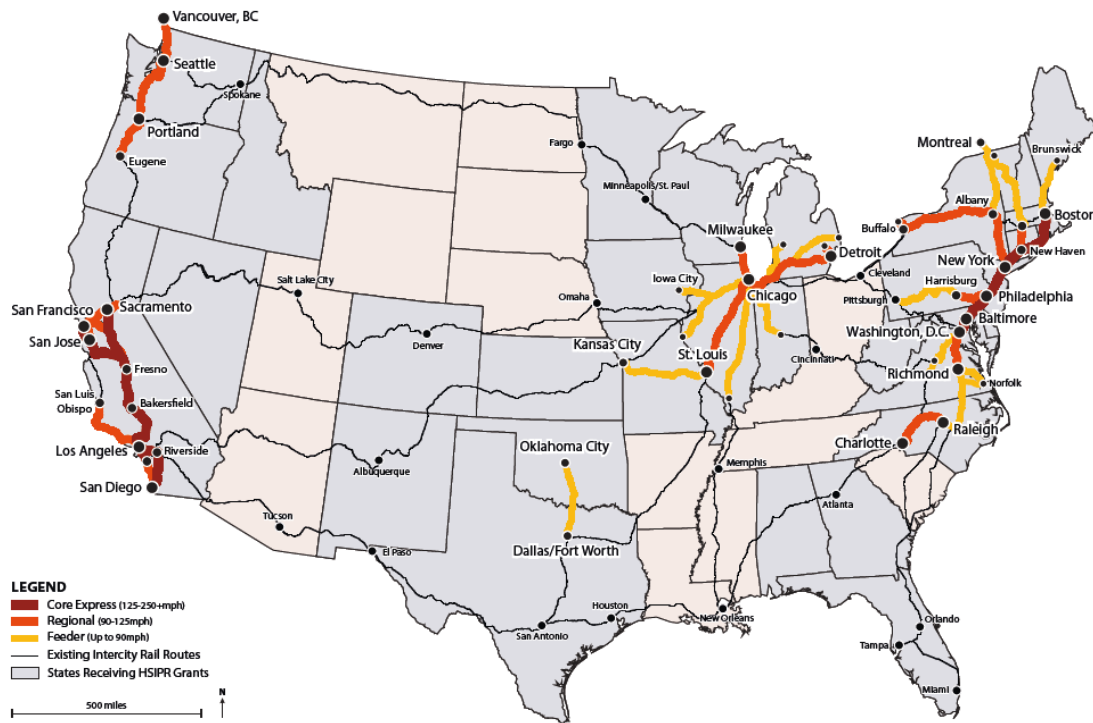 Vancouver, BC
Seattle
Spokane
Portland
Eugene
Fargo
Minneapolis/St. Paul
Montreal
Brunswick
Albany
Boston
Buffalo
New Haven
Milwaukee
Detroit
New York
Cleveland
Harrisburg
Iowa City
Chicago
Pittsburgh
Philadelphia
Baltimore
Washington, D.C.
Salt Lake City
Omaha
San Francisco
Sacramento
San Jose
Denver
Kansas City
St. Louis
Cincinnati
Richmond
Norfolk
Fresno
San Luis
Obispo
Bakersfield
Raleigh
Charlotte
Los Angeles
Riverside
Oklahoma City
Albuquerque
Memphis
San Diego
Atlanta
Tucson
El Paso
Dallas/Fort Worth
Houston
San Antonio
New Orleans
Orlando
Tampa
Miami
LEGEND
Core Express (125-250+mph)
Regional (90-125mph)
Feeder (Up to 90mph)
Existing Intercity Rail Routes
States Receiving HSIPR Grants
500 miles
N